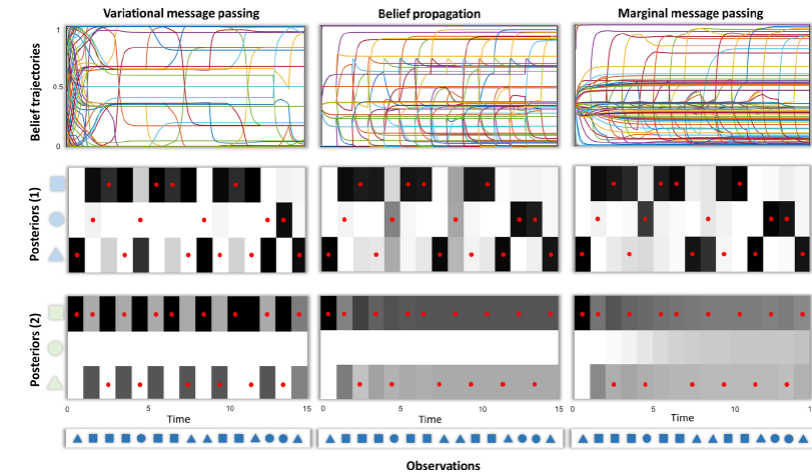 Variational message passing
Belief propagation
Marginal message passing
Belief trajectories
1
0.5
0
Posteriors (1)
Posteriors (2)
0 5 10 15
Time
0 5 10 15
Time
0 5 10 15
Time
Observations